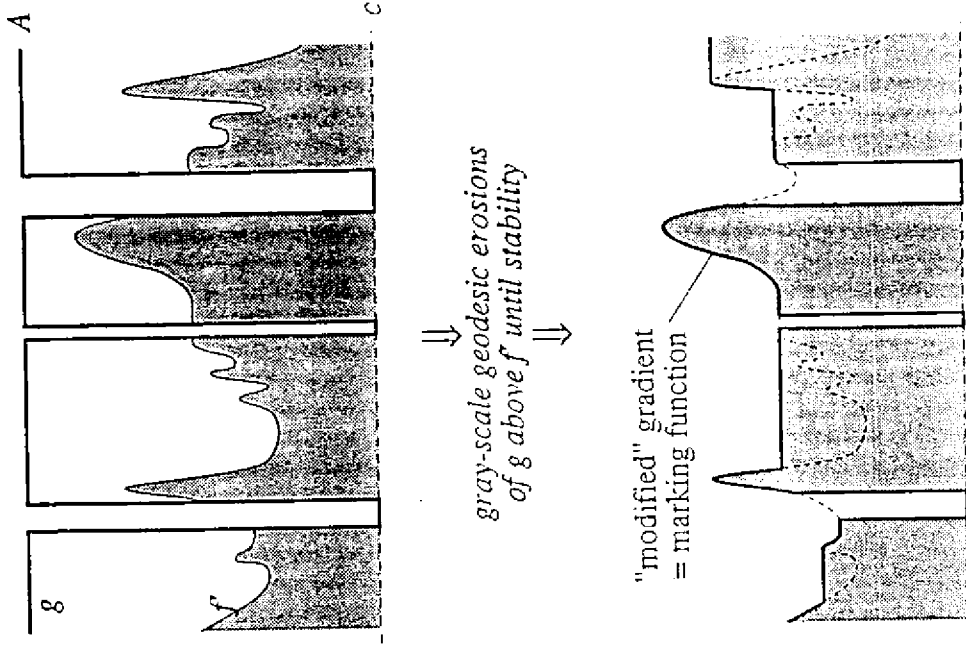 A
g
f
c
gray-scale geodesic erosions
of g above f until stability
"modified" gradient
= marking function